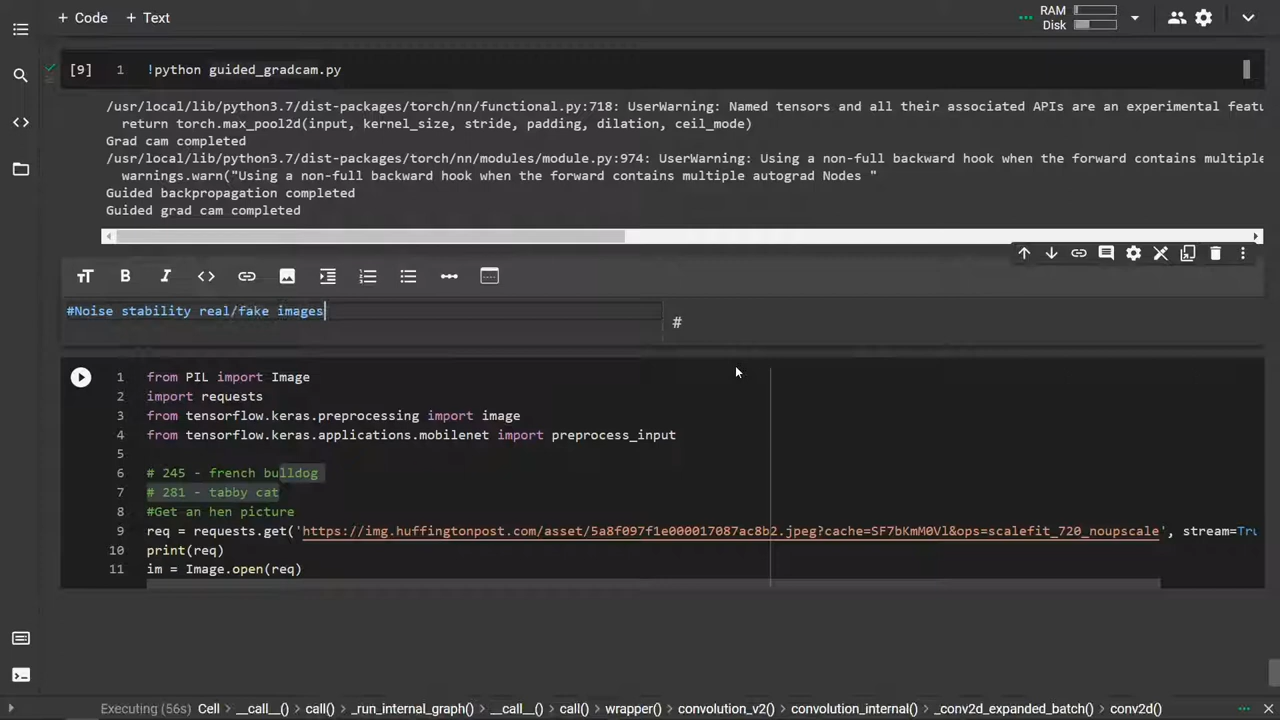 + Code + Text
RAM
Disk
[9] 1 !python guided_gradcam.py
/usr/local/lib/python3.7/dist-packages/torch/nn/functional.py:718: UserWarning: Named tensors and all their associated APIs are an experimental featu
return torch.max_pool2d(input, kernel_size, stride, padding, dilation, ceil_mode)
Grad cam completed
/usr/local/lib/python3.7/dist-packages/torch/nn/modules/module.py:974: UserWarning: Using a non-full backward hook when the forward contains multiple
warnings.warn("Using a non-full backward hook when the forward contains multiple autograd Nodes "
Guided backpropagation completed
Guided grad cam completed
#Noise stability real/fake images
#
1 from PIL import Image
2 import requests
3 from tensorflow.keras.preprocessing import image
4 from tensorflow.keras.applications.mobilenet import preprocess_input
5
6 # 245 - french bulldog
7 # 281 - tabby cat
8 #Get an hen picture
9 req = requests.get('https://img.huffingtonpost.com/asset/5a8f097f1e000017087ac8b2.jpeg?cache=SF7bKmM0Vl&ops=scalefit_720_noupscale', stream=Tru
10 print(req)
11 im = Image.open(req)
Executing (56s) Cell > __call__() > call() > _run_internal_graph() > __call__() > call() > wrapper() > convolution_v2() > convolution_internal() > _conv2d_expanded_batch() > conv2d()